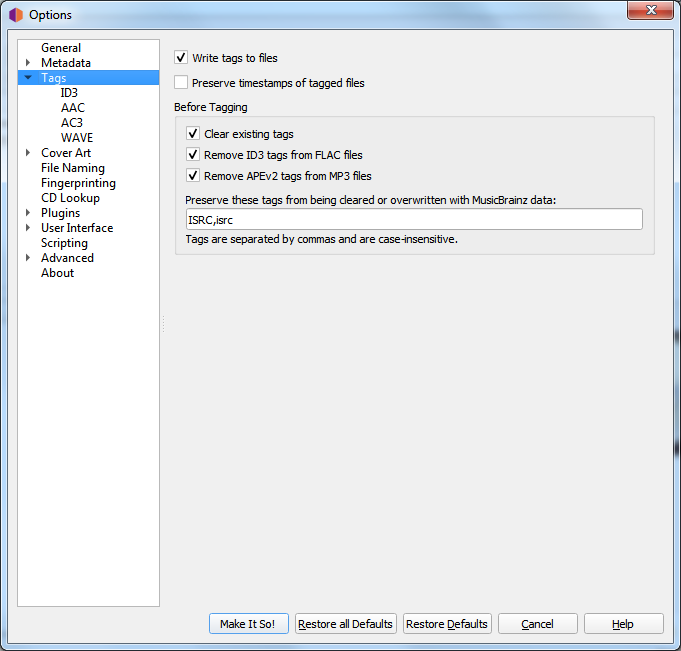 Options
General
Metadata
Tags
ID3
AAC
AC3
WAVE
Cover Art
File Naming
Fingerprinting
CD Lookup
Plugins
User Interface
Scripting
Advanced
About
Write tags to files
Preserve timestamps of tagged files
Before Tagging
Clear existing tags
Remove ID3 tags from FLAC files
Remove APEv2 tags from MP3 files
Preserve these tags from being cleared or overwritten with MusicBrainz data:
ISRC,isrc
Tags are separated by commas and are case-insensitive.
Make It So! Restore all Defaults Restore Defaults Cancel Help